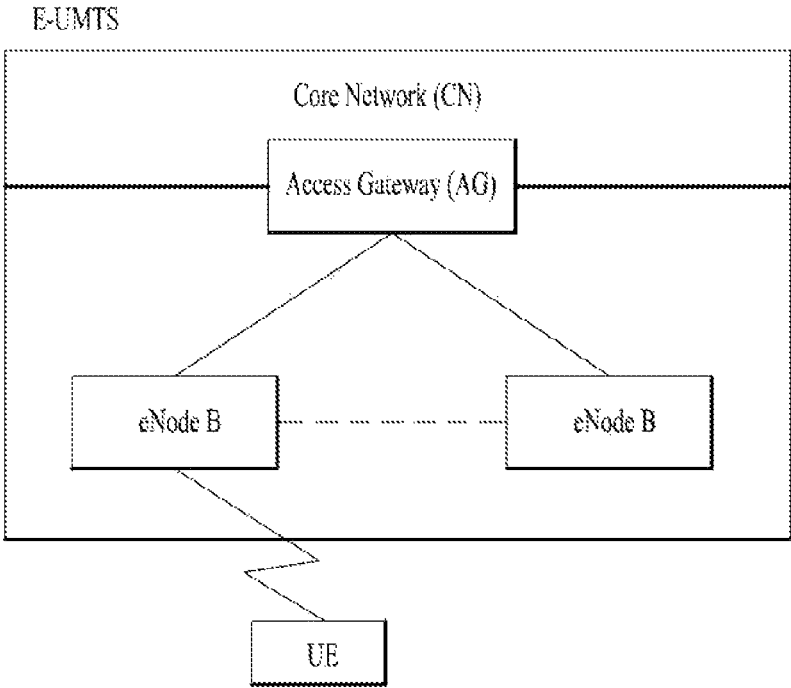 E-UMTS
Core Network (CN)
Access Gateway (AG)
eNode B
eNode B
UE